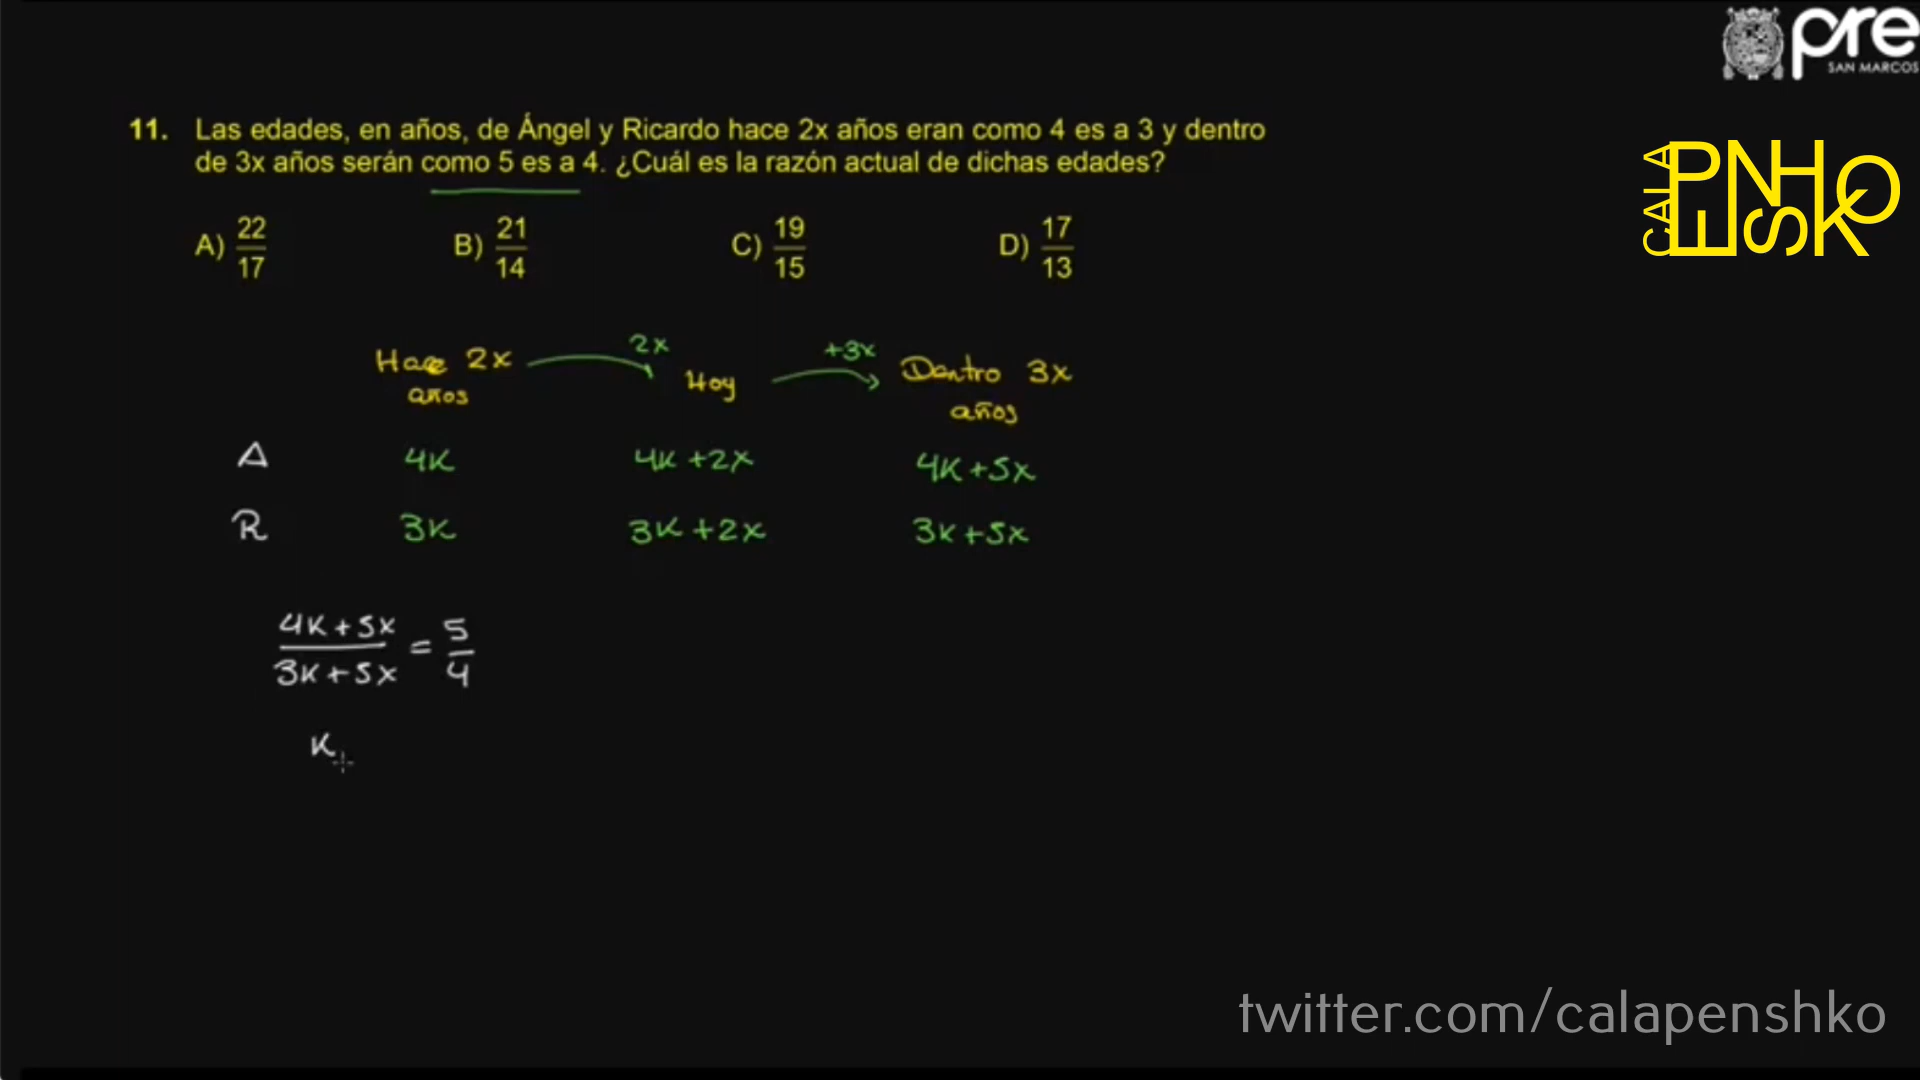 pre
SAN MARCOS
CALA
PNH
ESKO
11. Las edades, en años, de Ángel y Ricardo hace 2x años eran como 4 es a 3 y dentro
de 3x años serán como 5 es a 4. ¿Cuál es la razón actual de dichas edades?
A) 22/17 B) 21/14 C) 19/15 D) 17/13
Hace 2x años 2x Hoy +3x Dentro 3x años
A 4K 4K+2x 4K+5x
R 3K 3K+2x 3K+5x
4K+5x/3K+5x = 5/4
K
twitter.com/calapenshko